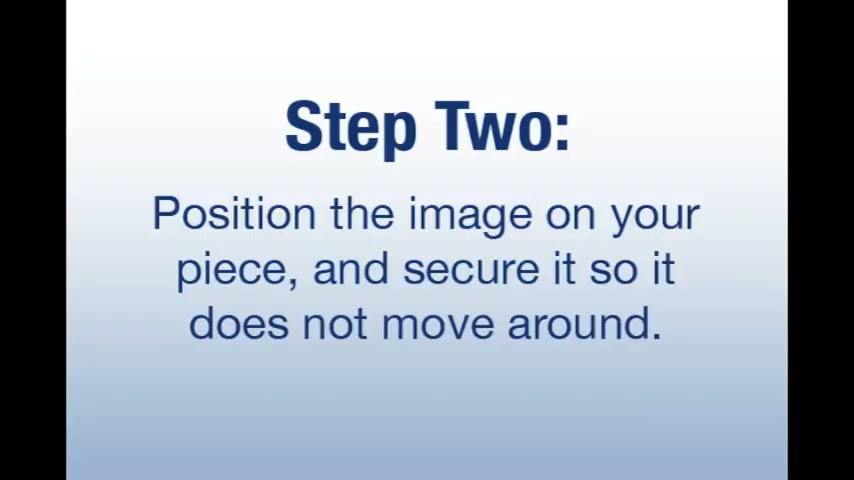 Step Two:
Position the image on your
piece, and secure it so it
does not move around.